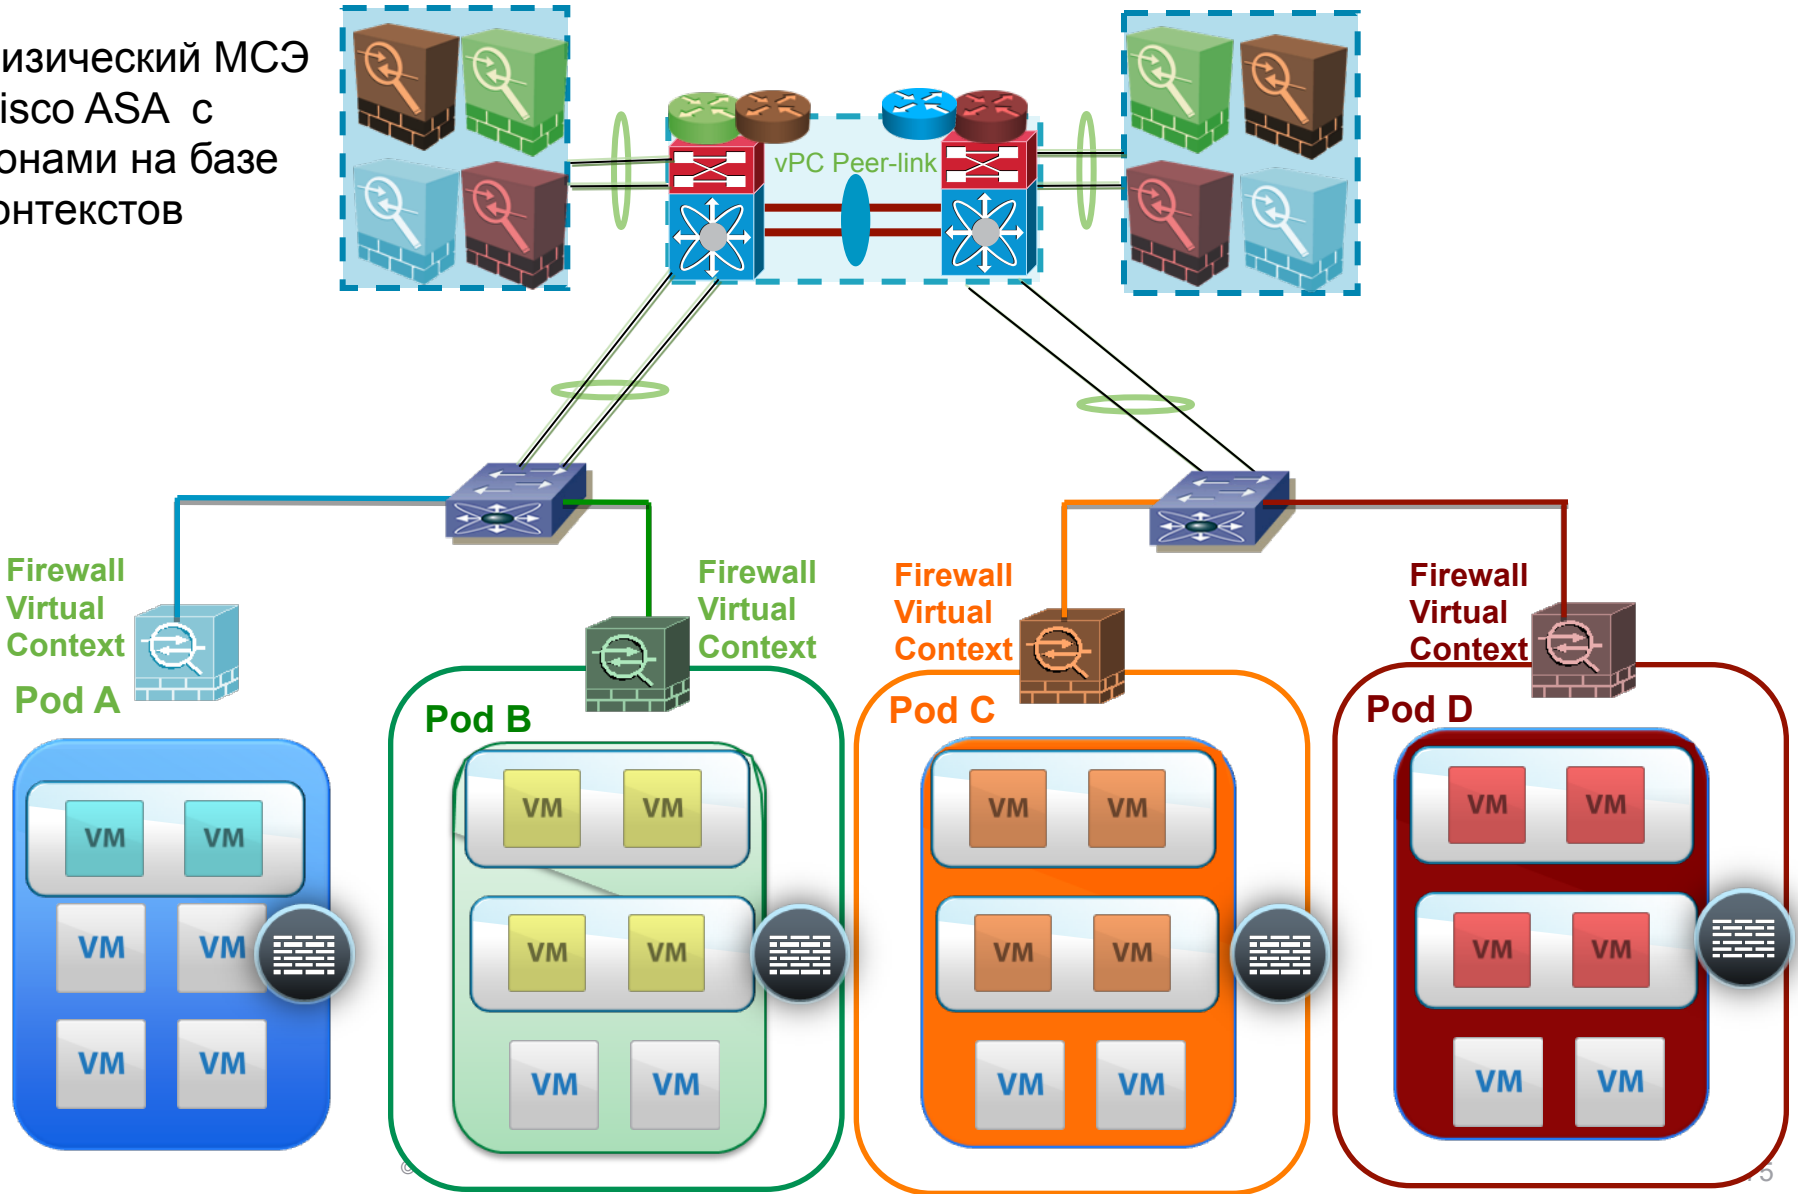 изический МСЭ
isco ASA с
онами на базе
онтекстов
vPC Peer-link
Firewall
Virtual
Context
Pod A
Firewall
Virtual
Context
Pod B
Firewall
Virtual
Context
Pod C
Firewall
Virtual
Context
Pod D
VM VM
VM VM
VM VM
VM VM
VM VM
VM VM
VM VM
VM VM
VM VM
VM VM
VM VM
VM VM
©